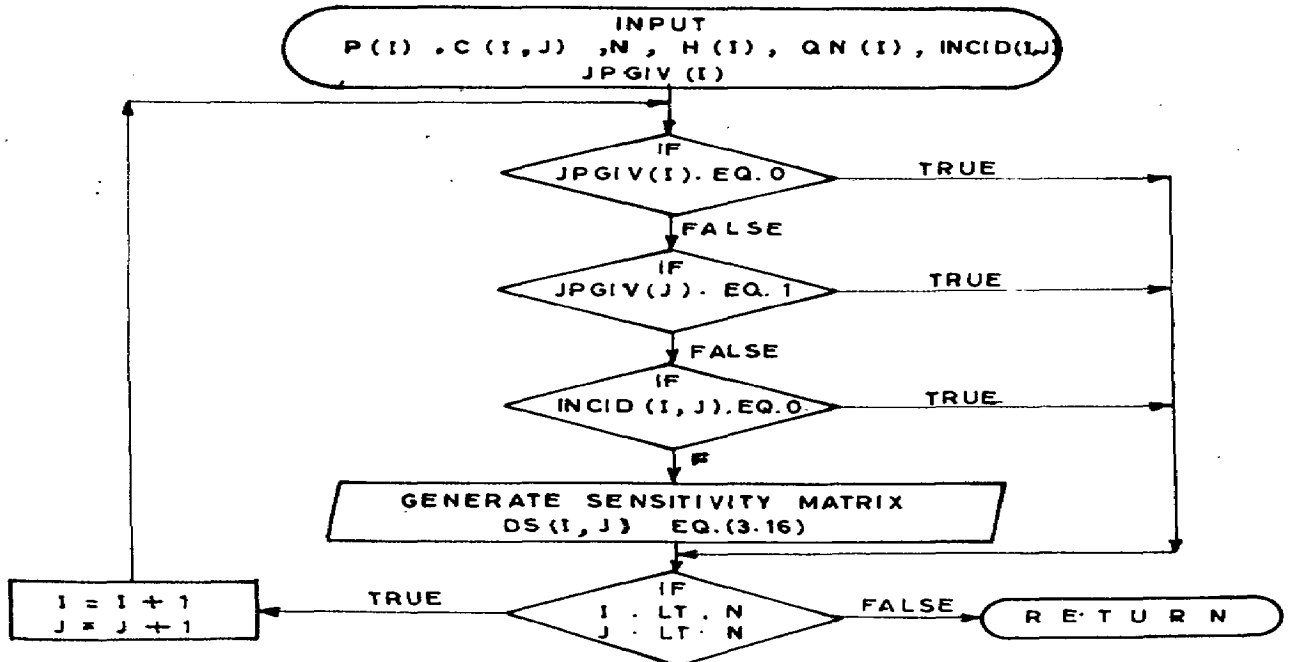 INPUT
P(I) , C(I,J) , N , H(I), QN(I), INCID(I,J)
JPGIV(I)
IF
JPGIV(I). EQ. 0
TRUE
FALSE
IF
JPGIV(J). EQ. 1
TRUE
FALSE
IF
INCID (I, J). EQ. 0
TRUE
F
GENERATE SENSITIVITY MATRIX
DS(I, J) EQ.(3.16)
I = I + 1
J = J + 1
TRUE
IF
I . LT . N
J . LT . N
FALSE
RETURN